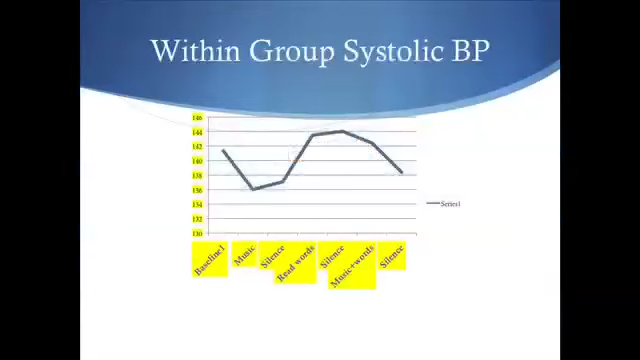 Within Group Systolic BP
146
144
142
140
138
136
134
132
130
Series1
Baseline1
Music
Silence
Read words
Silence
Music+words
Silence